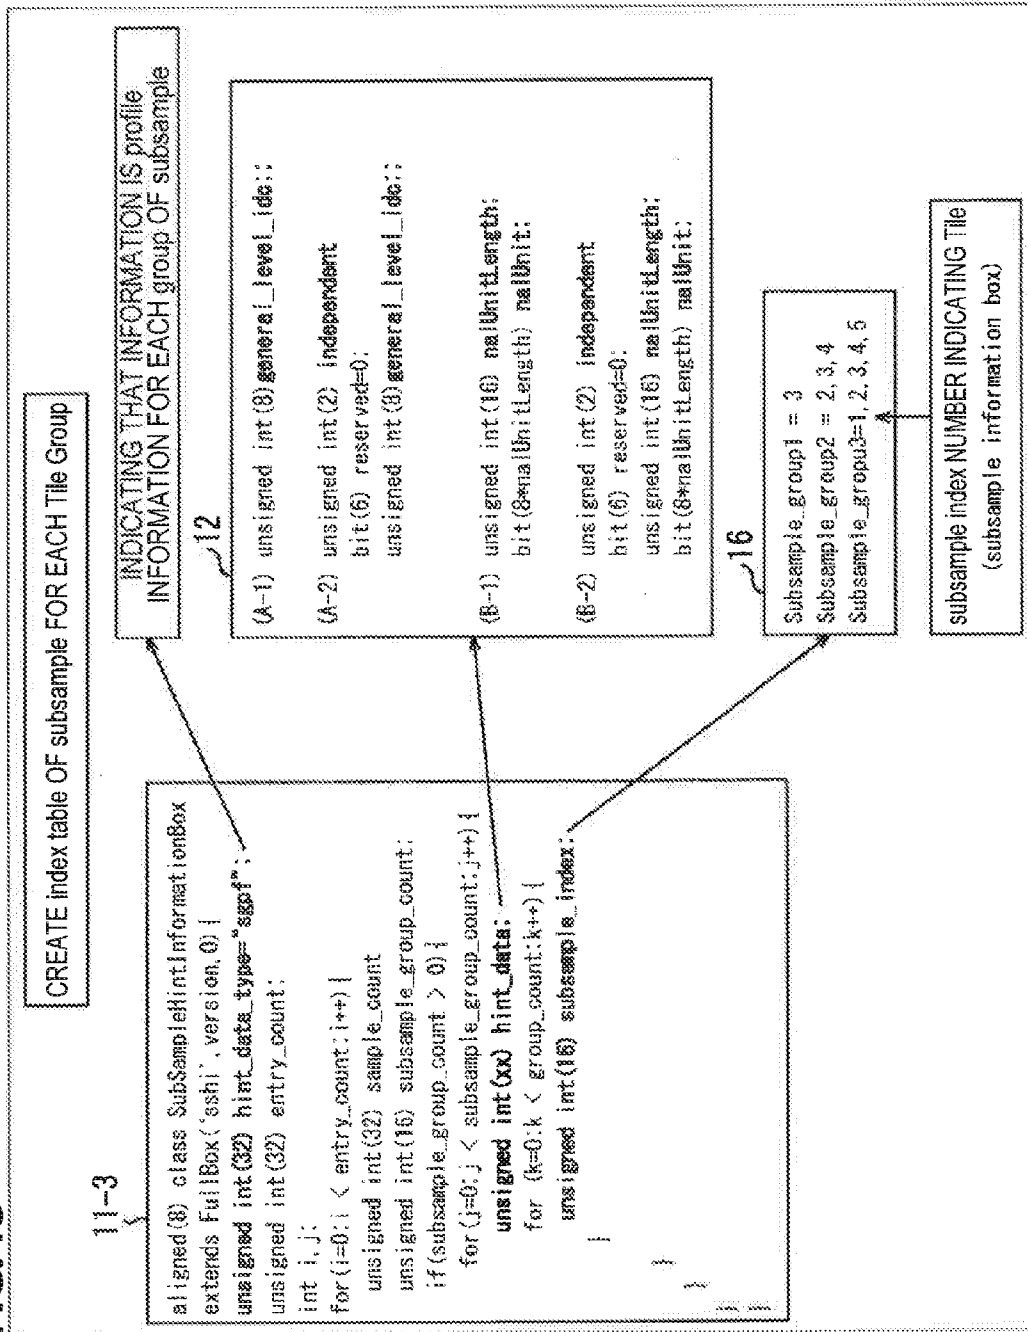 CREATE index table OF subsample FOR EACH Tile Group
11-3
aligned(8) class SubSampleHintInformationBox
extends FullBox('sshi', version, 0) {
unsigned int(32) hint_data_type="sgpf";
unsigned int(32) entry_count;
int i,j;
for(i=0;i < entry_count;i++) {
unsigned int(32) sample_count
unsigned int(16) subsample_group_count;
if(subsample_group_count > 0) {
for(j=0;j < subsample_group_count;j++) {
unsigned int(xx) hint_data;
for (k=0;k < group_count;k++) {
unsigned int(16) subsample_index;
}
}
}
}
}
INDICATING THAT INFORMATION IS profile
INFORMATION FOR EACH group OF subsample
12
(A-1) unsigned int(8)general_level_idc;;
(A-2) unsigned int(2) independent
bit(6) reserved=0;
unsigned int(8)general_level_idc;;
(B-1) unsigned int(16) nalUnitLength;
bit(8*nalUnitLength) nalUnit;
(B-2) unsigned int(2) independent
bit(6) reserved=0;
unsigned int(16) nalUnitLength;
bit(8*nalUnitLength) nalUnit;
16
Subsample_group1 = 3
Subsample_group2 = 2,3,4
Subsample_gropu3=1,2,3,4,5
subsample index NUMBER INDICATING Tile
(subsample information box)